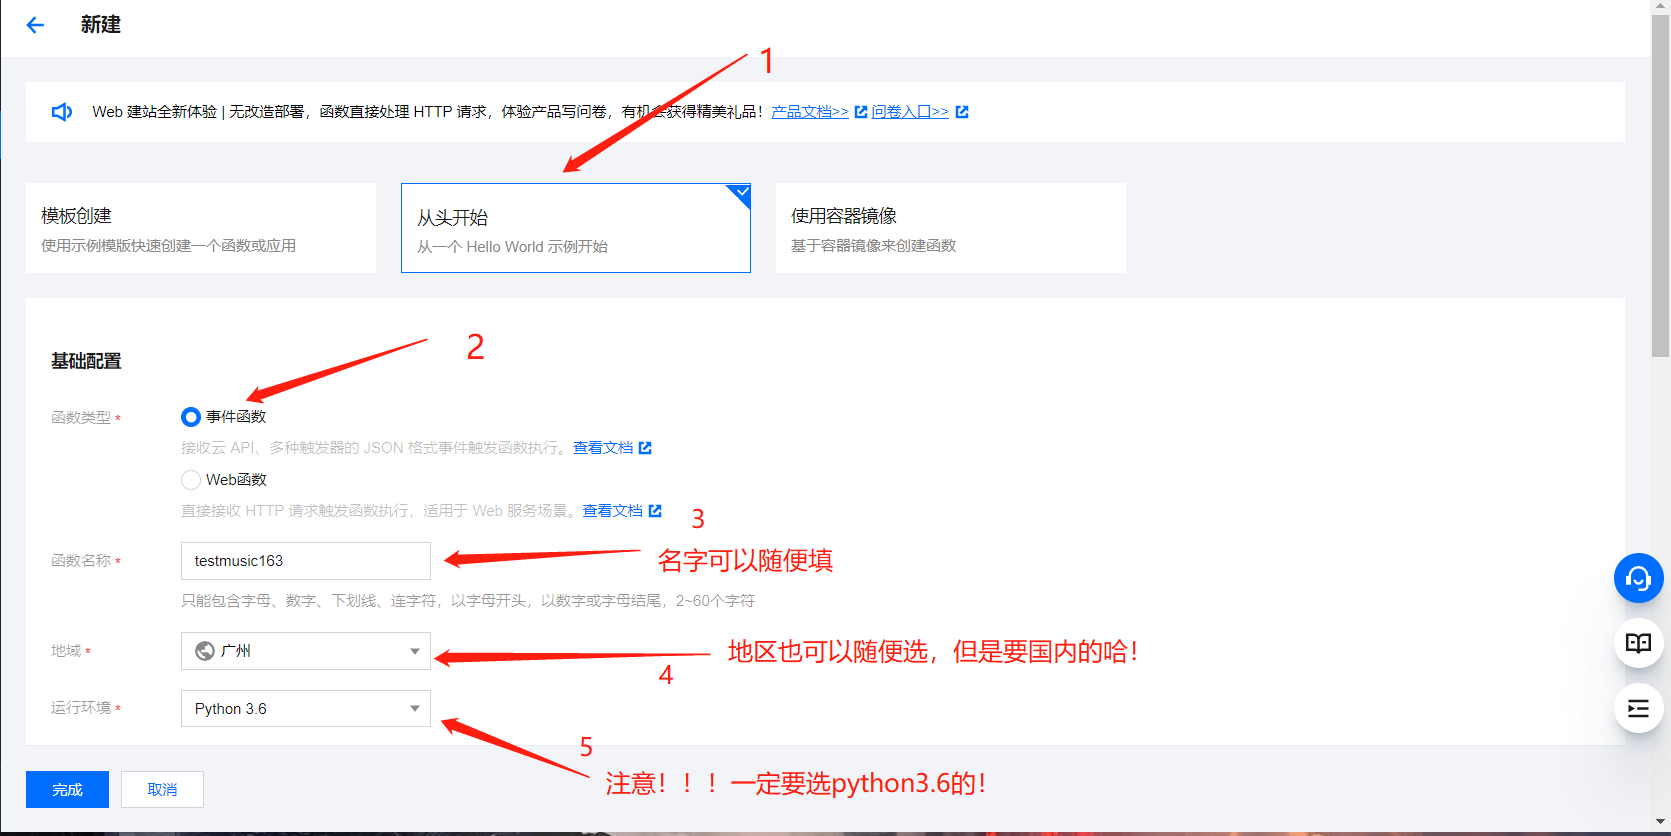 新建
1
Web 建站全新体验 | 无改造部署，函数直接处理 HTTP 请求，体验产品写问卷，有机会获得精美礼品！产品文档>> 问卷入口>>
模板创建
使用示例模版快速创建一个函数或应用
从头开始
从一个 Hello World 示例开始
使用容器镜像
基于容器镜像来创建函数
2
基础配置
函数类型 *
事件函数
接收云 API、多种触发器的 JSON 格式事件触发函数执行。查看文档
Web函数
直接接收 HTTP 请求触发函数执行，适用于 Web 服务场景。查看文档
3
函数名称 *
testmusic163
名字可以随便填
只能包含字母、数字、下划线、连字符，以字母开头，以数字或字母结尾，2~60个字符
地域 *
广州
地区也可以随便选，但是要国内的哈！
4
运行环境 *
Python 3.6
5
注意！！！一定要选python3.6的！
完成
取消